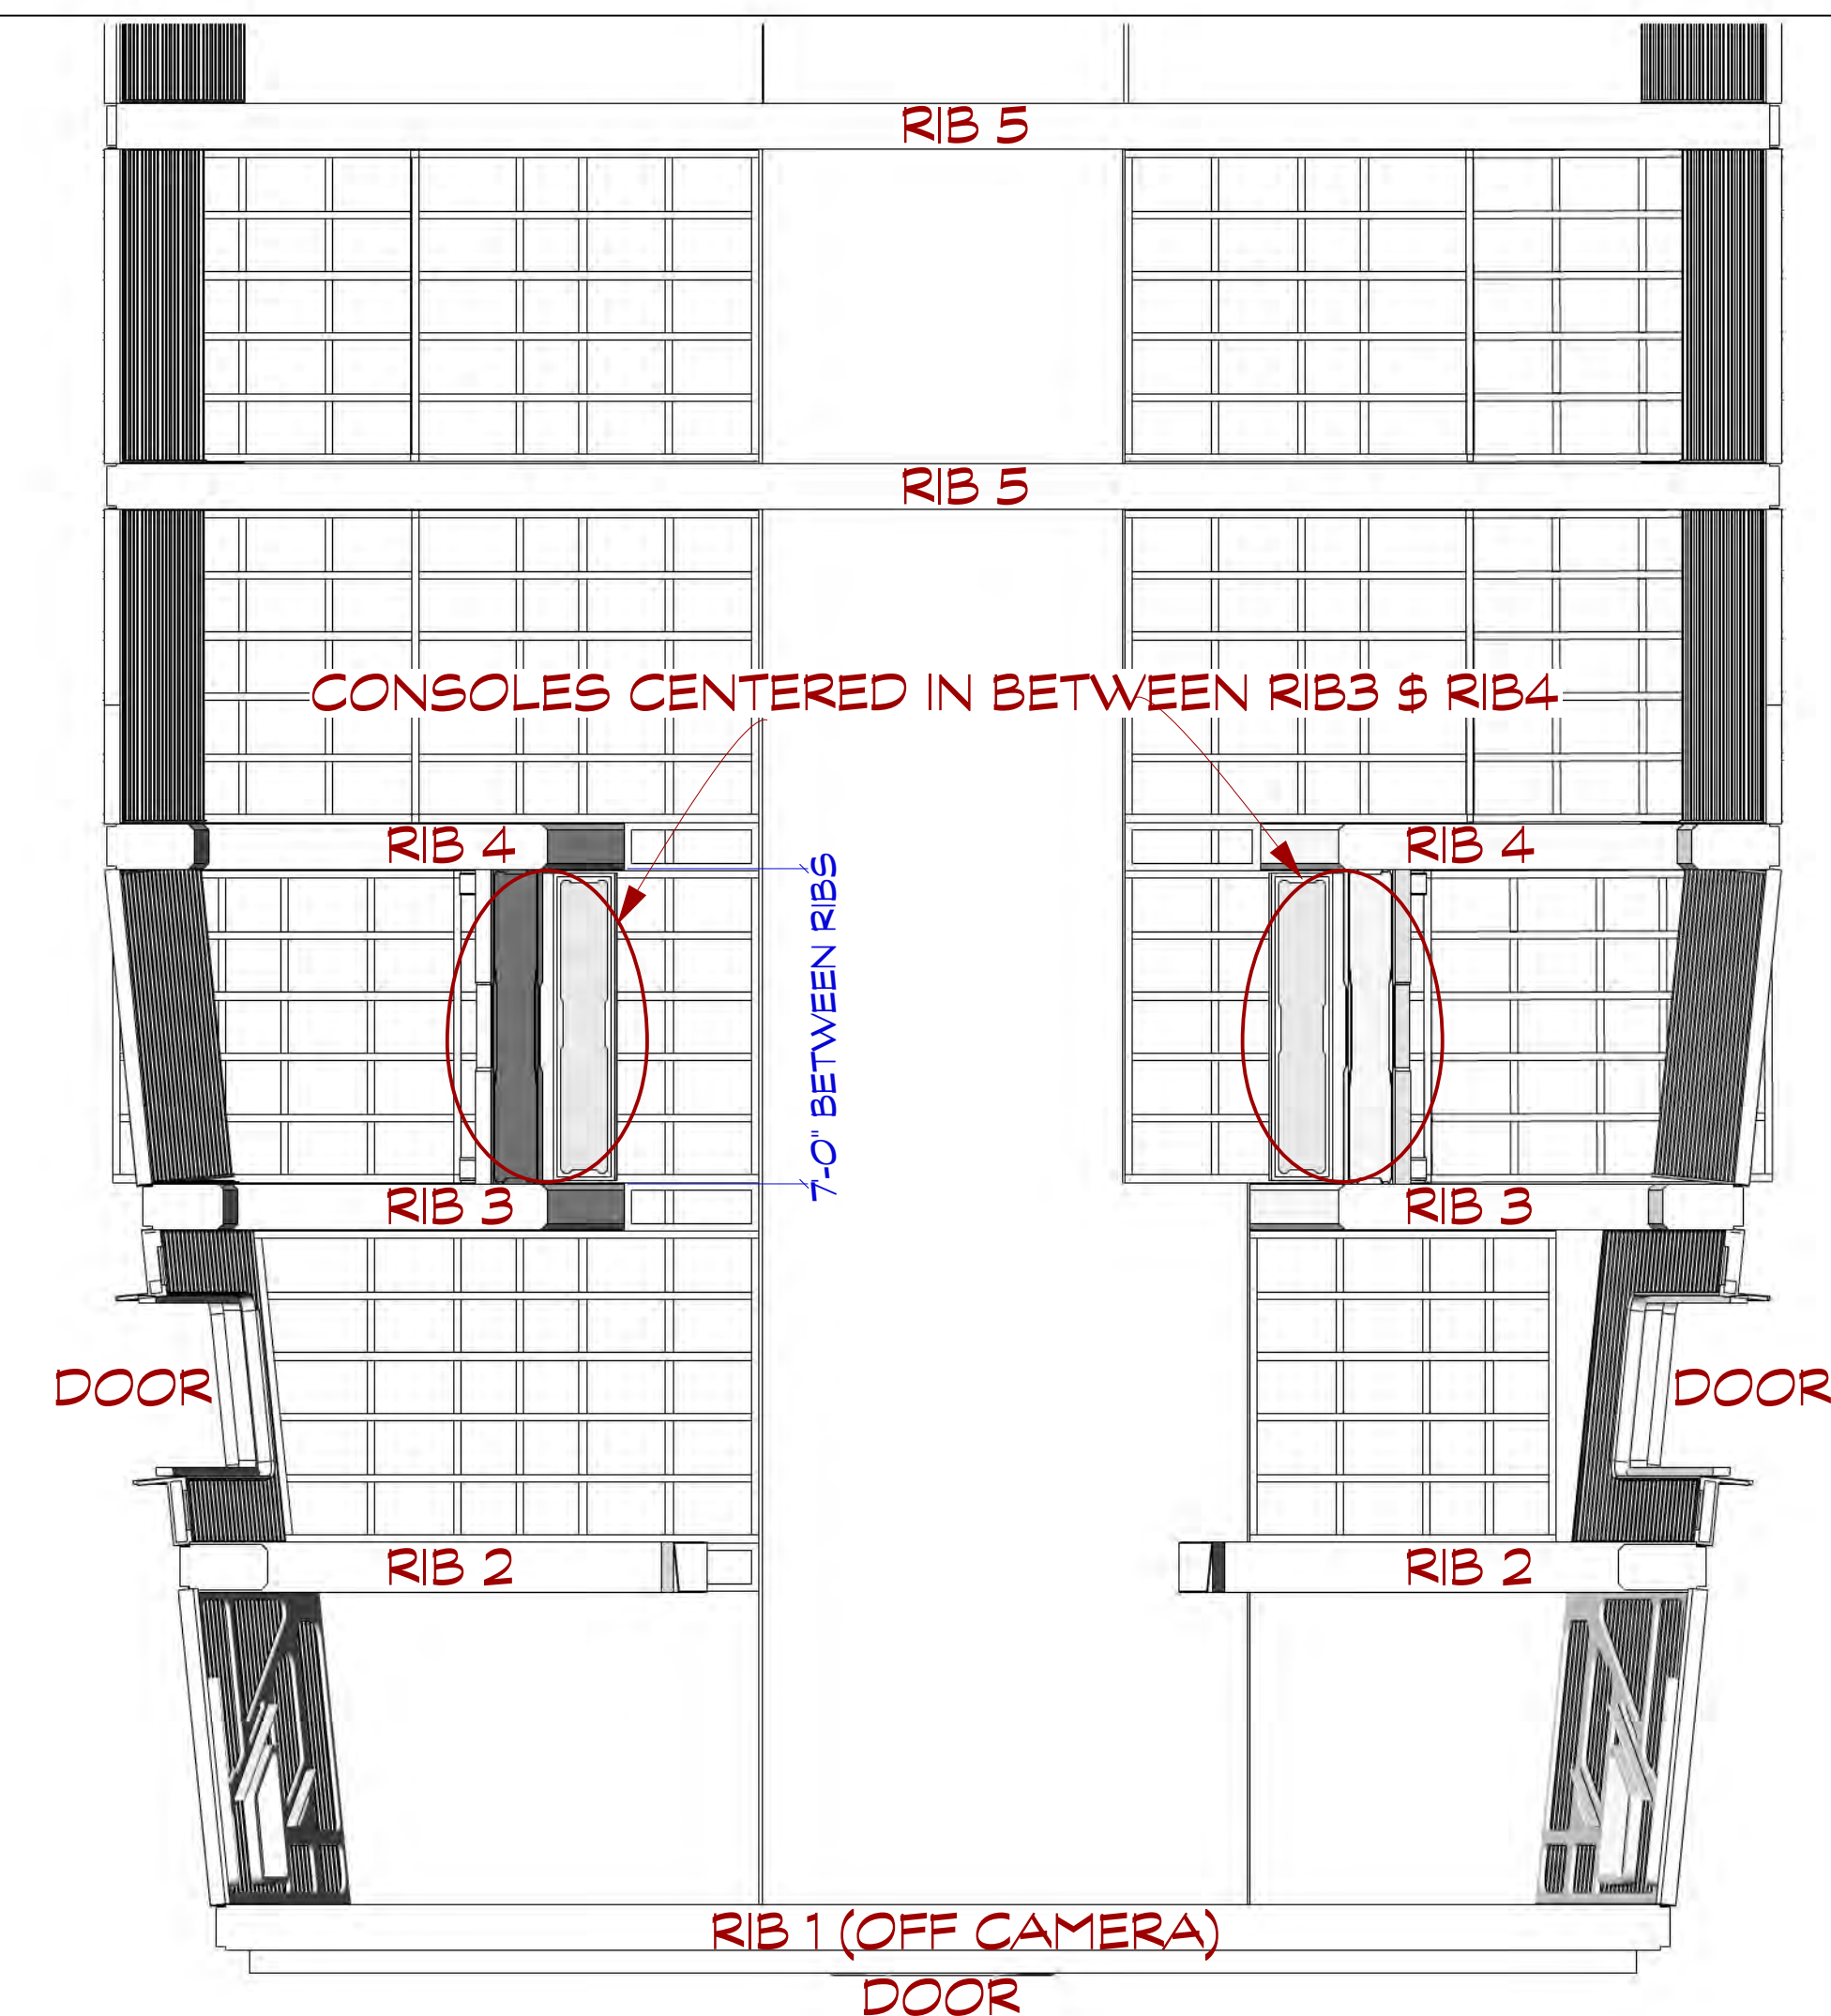 RIB 5
RIB 5
CONSOLES CENTERED IN BETWEEN RIB3 $ RIB4
RIB 4
RIB 4
7'-0" BETWEEN RIBS
RIB 3
RIB 3
DOOR
DOOR
RIB 2
RIB 2
RIB 1 (OFF CAMERA)
DOOR